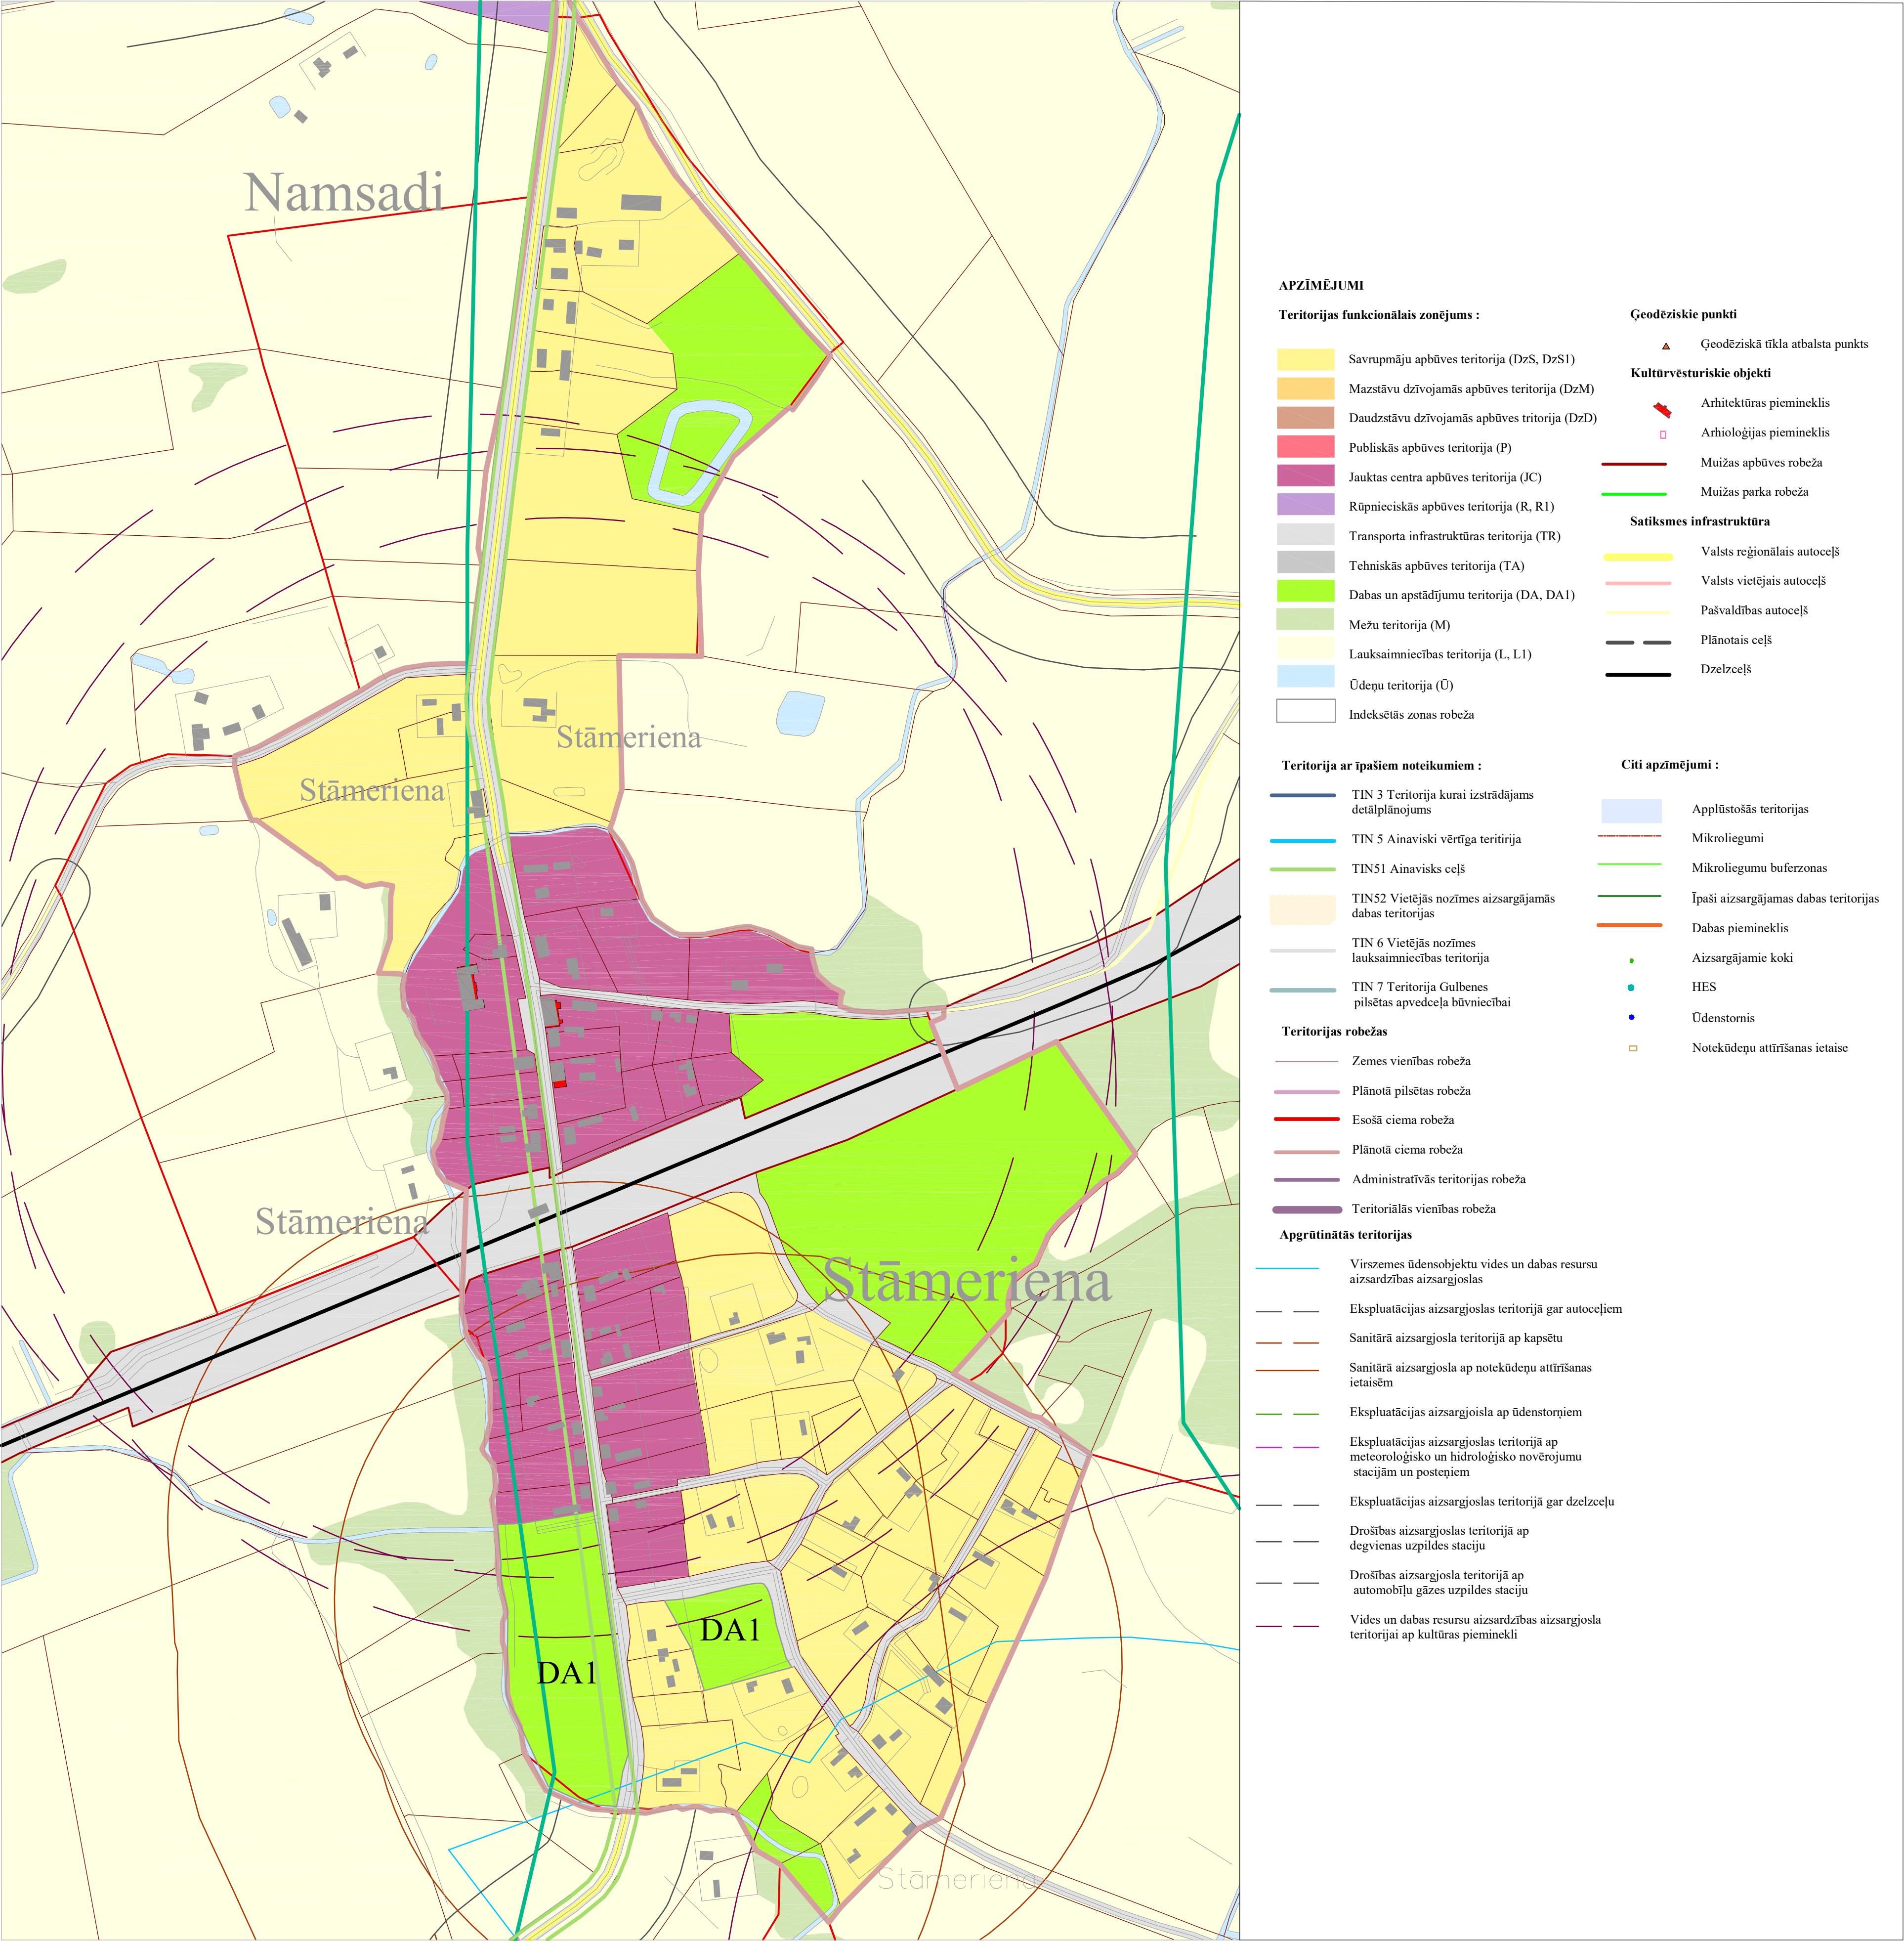 Namsadi
Stāmeriena
Stāmeriena
Stāmeriena
Stāmeriena
DA1
DA1
Stāmeriena
APZĪMĒJUMI
Teritorijas funkcionālais zonējums :
Savrupmāju apbūves teritorija (DzS, DzS1)
Mazstāvu dzīvojamās apbūves teritorija (DzM)
Daudzstāvu dzīvojamās apbūves tritorija (DzD)
Publiskās apbūves teritorija (P)
Jauktas centra apbūves teritorija (JC)
Rūpnieciskās apbūves teritorija (R, R1)
Transporta infrastruktūras teritorija (TR)
Tehniskās apbūves teritorija (TA)
Dabas un apstādījumu teritorija (DA, DA1)
Mežu teritorija (M)
Lauksaimniecības teritorija (L, L1)
Ūdeņu teritorija (Ū)
Indeksētās zonas robeža
Teritorija ar īpašiem noteikumiem :
TIN 3 Teritorija kurai izstrādājams
detālplānojums
TIN 5 Ainaviski vērtīga teritirija
TIN51 Ainavisks ceļš
TIN52 Vietējās nozīmes aizsargājamās
dabas teritorijas
TIN 6 Vietējās nozīmes
lauksaimniecības teritorija
TIN 7 Teritorija Gulbenes
pilsētas apvedceļa būvniecībai
Teritorijas robežas
Zemes vienības robeža
Plānotā pilsētas robeža
Esošā ciema robeža
Plānotā ciema robeža
Administratīvās teritorijas robeža
Teritoriālās vienības robeža
Apgrūtinātās teritorijas
Virszemes ūdensobjektu vides un dabas resursu
aizsardzības aizsargjoslas
Ekspluatācijas aizsargjoslas teritorijā gar autoceļiem
Sanitārā aizsargjosla teritorijā ap kapsētu
Sanitārā aizsargjosla ap notekūdeņu attīrīšanas
ietaisēm
Ekspluatācijas aizsargjoisla ap ūdenstorņiem
Ekspluatācijas aizsargjoslas teritorijā ap
meteoroloģisko un hidroloģisko novērojumu
stacijām un posteņiem
Ekspluatācijas aizsargjoslas teritorijā gar dzelzceļu
Drošības aizsargjoslas teritorijā ap
degvienas uzpildes staciju
Drošības aizsargjosla teritorijā ap
automobīļu gāzes uzpildes staciju
Vides un dabas resursu aizsardzības aizsargjosla
teritorijai ap kultūras pieminekli
Ģeodēziskie punkti
Ģeodēziskā tīkla atbalsta punkts
Kultūrvēsturiskie objekti
Arhitektūras piemineklis
Arhioloģijas piemineklis
Muižas apbūves robeža
Muižas parka robeža
Satiksmes infrastruktūra
Valsts reģionālais autoceļš
Valsts vietējais autoceļš
Pašvaldības autoceļš
Plānotais ceļš
Dzelzceļš
Citi apzīmējumi :
Applūstošās teritorijas
Mikroliegumi
Mikroliegumu buferzonas
Īpaši aizsargājamas dabas teritorijas
Dabas piemineklis
Aizsargājamie koki
HES
Ūdenstornis
Notekūdeņu attīrīšanas ietaise